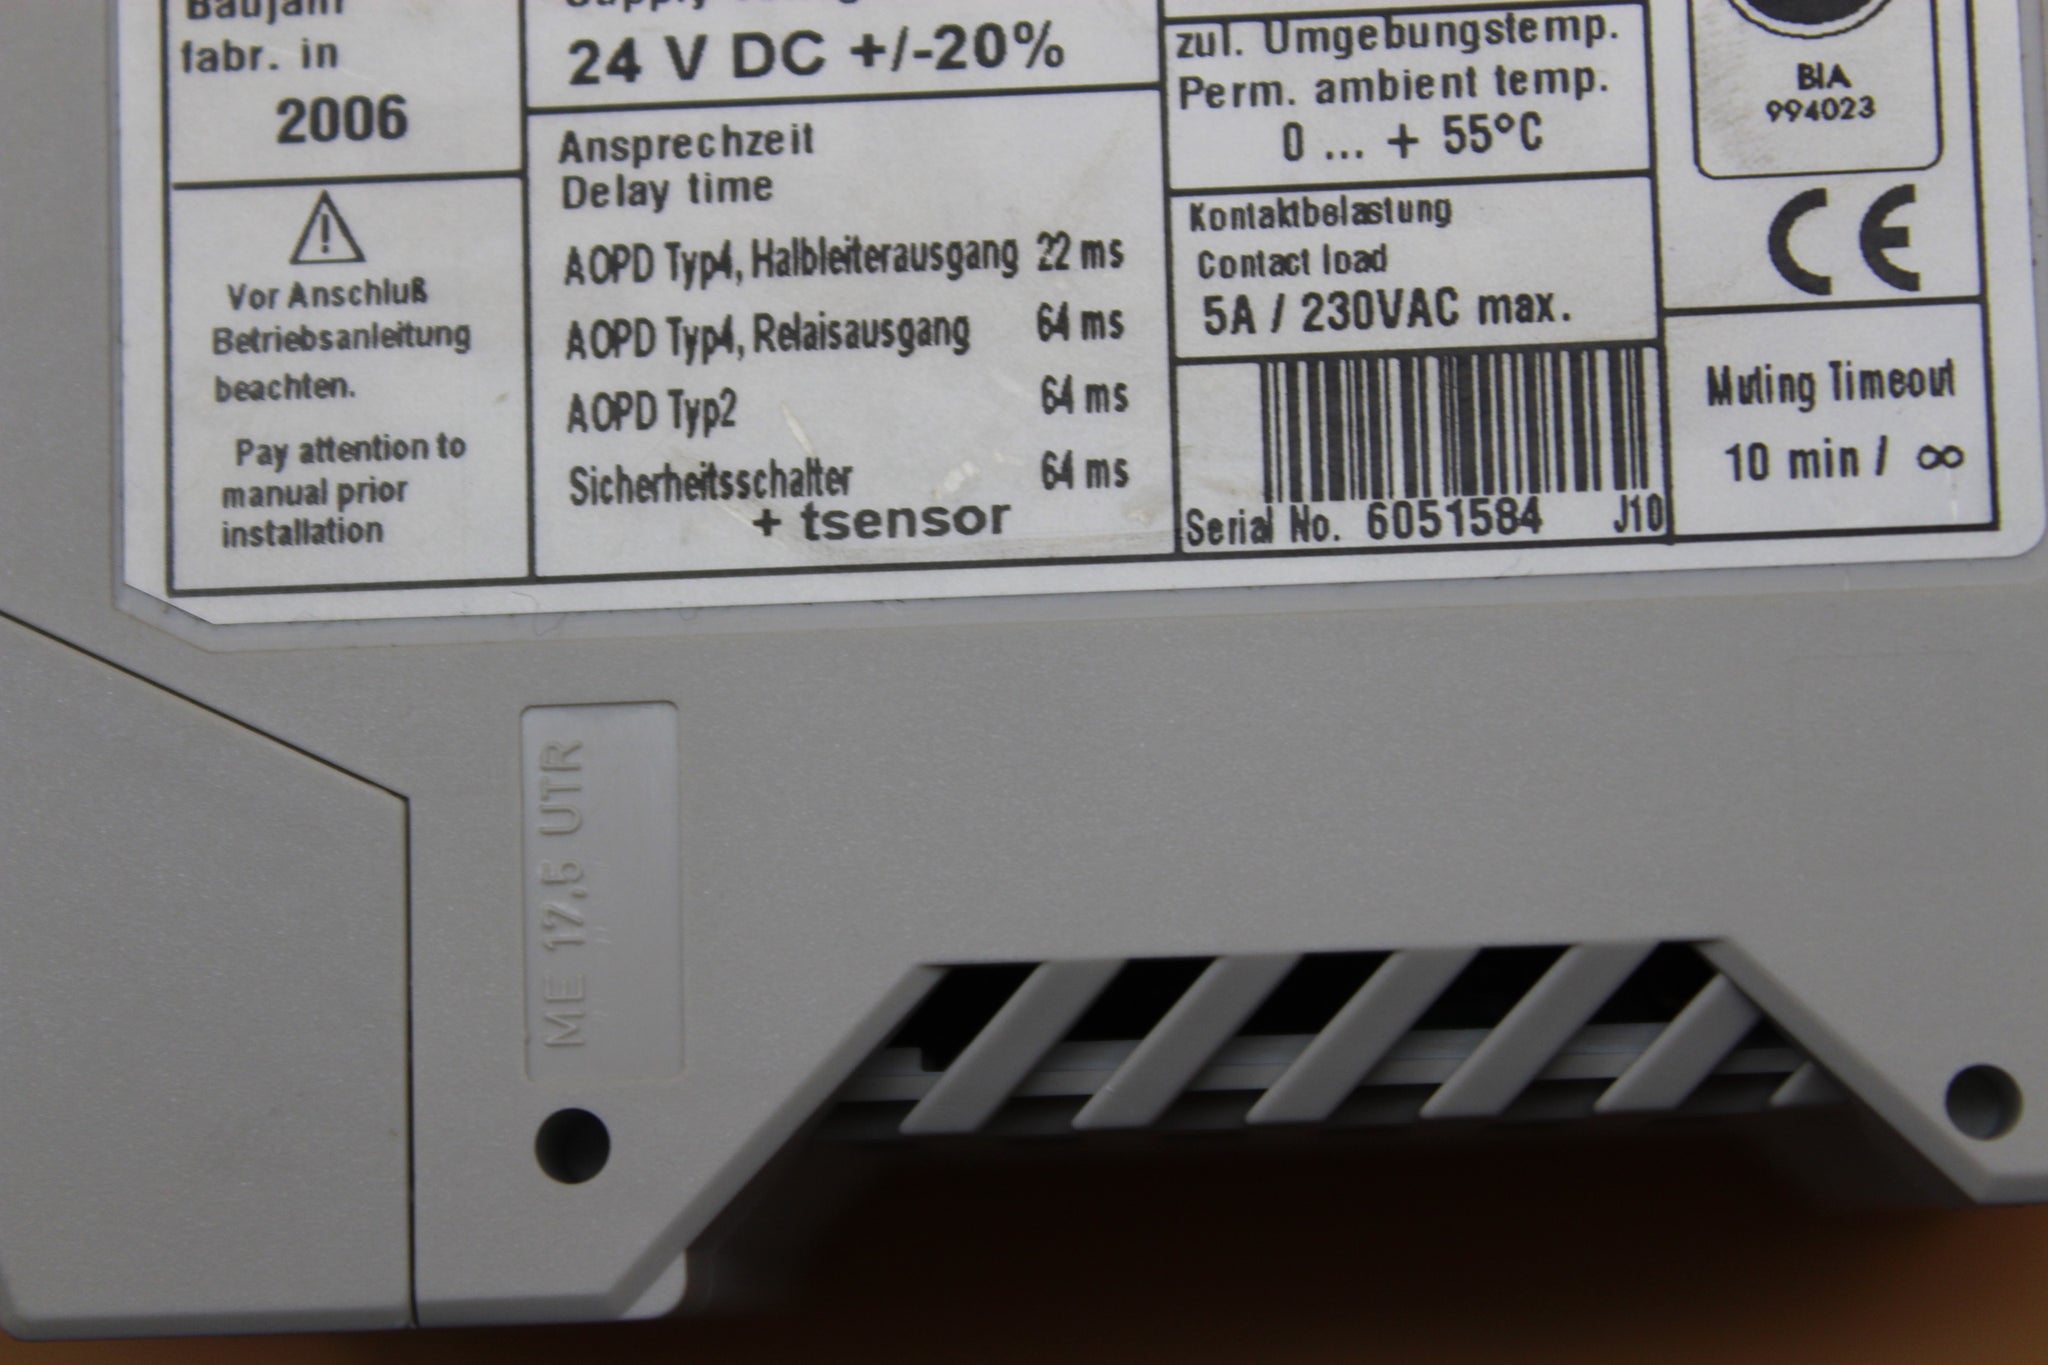 Baujahr
fabr. in
2006
Vor Anschluß
Betriebsanleitung
beachten.
Pay attention to
manual prior
installation
24 V DC +/-20%
Ansprechzeit
Delay time
AOPD Typ4, Halbleiterausgang 22 ms
AOPD Typ4, Relaisausgang 64 ms
AOPD Typ2 64 ms
Sicherheitsschalter 64 ms
+ tsensor
zul. Umgebungstemp.
Perm. ambient temp.
0 ... + 55°C
Kontaktbelastung
Contact load
5A / 230VAC max.
Serial No. 6051584 J10
BIA
994023
CE
Muting Timeout
10 min / ∞
ME 17,5 UTR